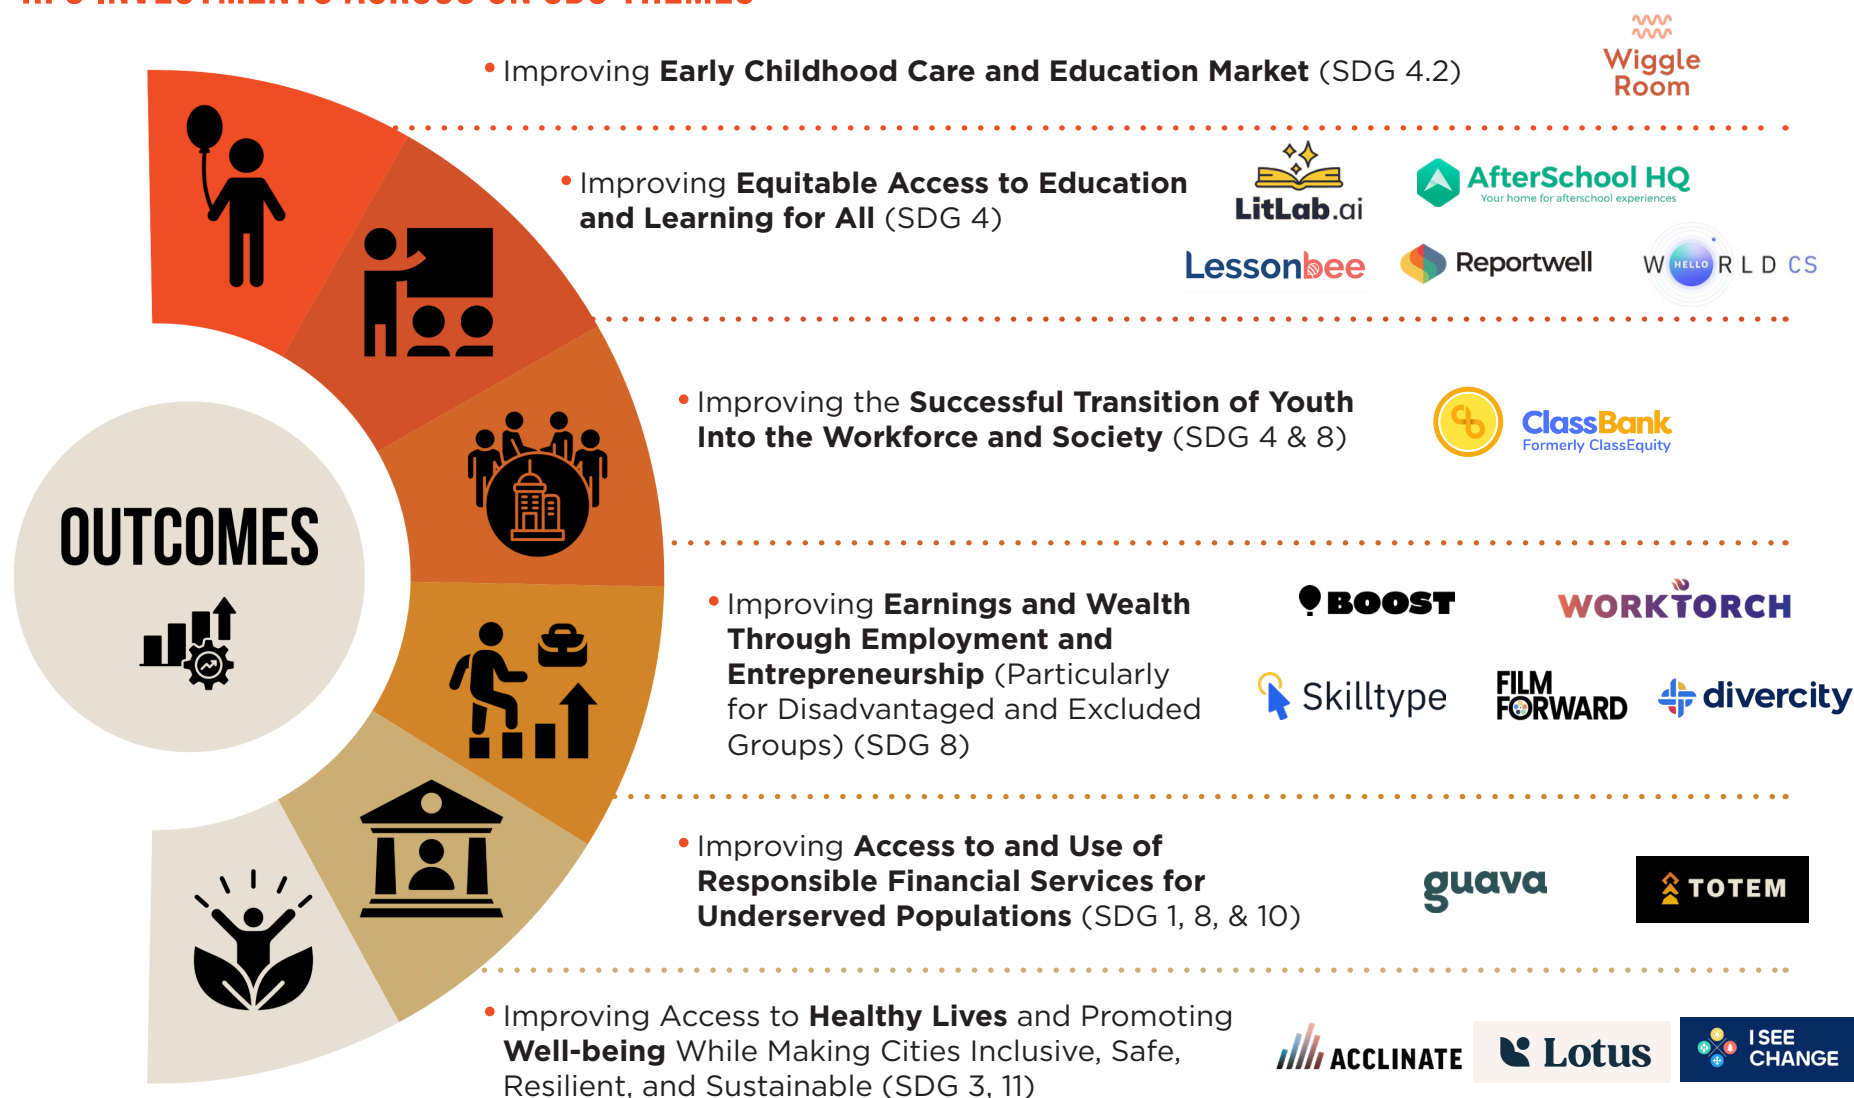 INVESTMENTS ACROSS UN SDG THEMES
• Improving Early Childhood Care and Education Market (SDG 4.2)
Wiggle
Room
• Improving Equitable Access to Education
and Learning for All (SDG 4)
LitLab.ai
AfterSchool HQ
Your home for afterschool experiences
Lessonbee
Reportwell
W HELLO RLD CS
• Improving the Successful Transition of Youth
Into the Workforce and Society (SDG 4 & 8)
ClassBank
Formerly ClassEquity
OUTCOMES
• Improving Earnings and Wealth
Through Employment and
Entrepreneurship (Particularly
for Disadvantaged and Excluded
Groups) (SDG 8)
BOOST
WORKTORCH
Skilltype
FILM
FORWARD
divercity
• Improving Access to and Use of
Responsible Financial Services for
Underserved Populations (SDG 1, 8, & 10)
guava
TOTEM
• Improving Access to Healthy Lives and Promoting
Well-being While Making Cities Inclusive, Safe,
Resilient, and Sustainable (SDG 3, 11)
ACCLINATE
Lotus
I SEE
CHANGE